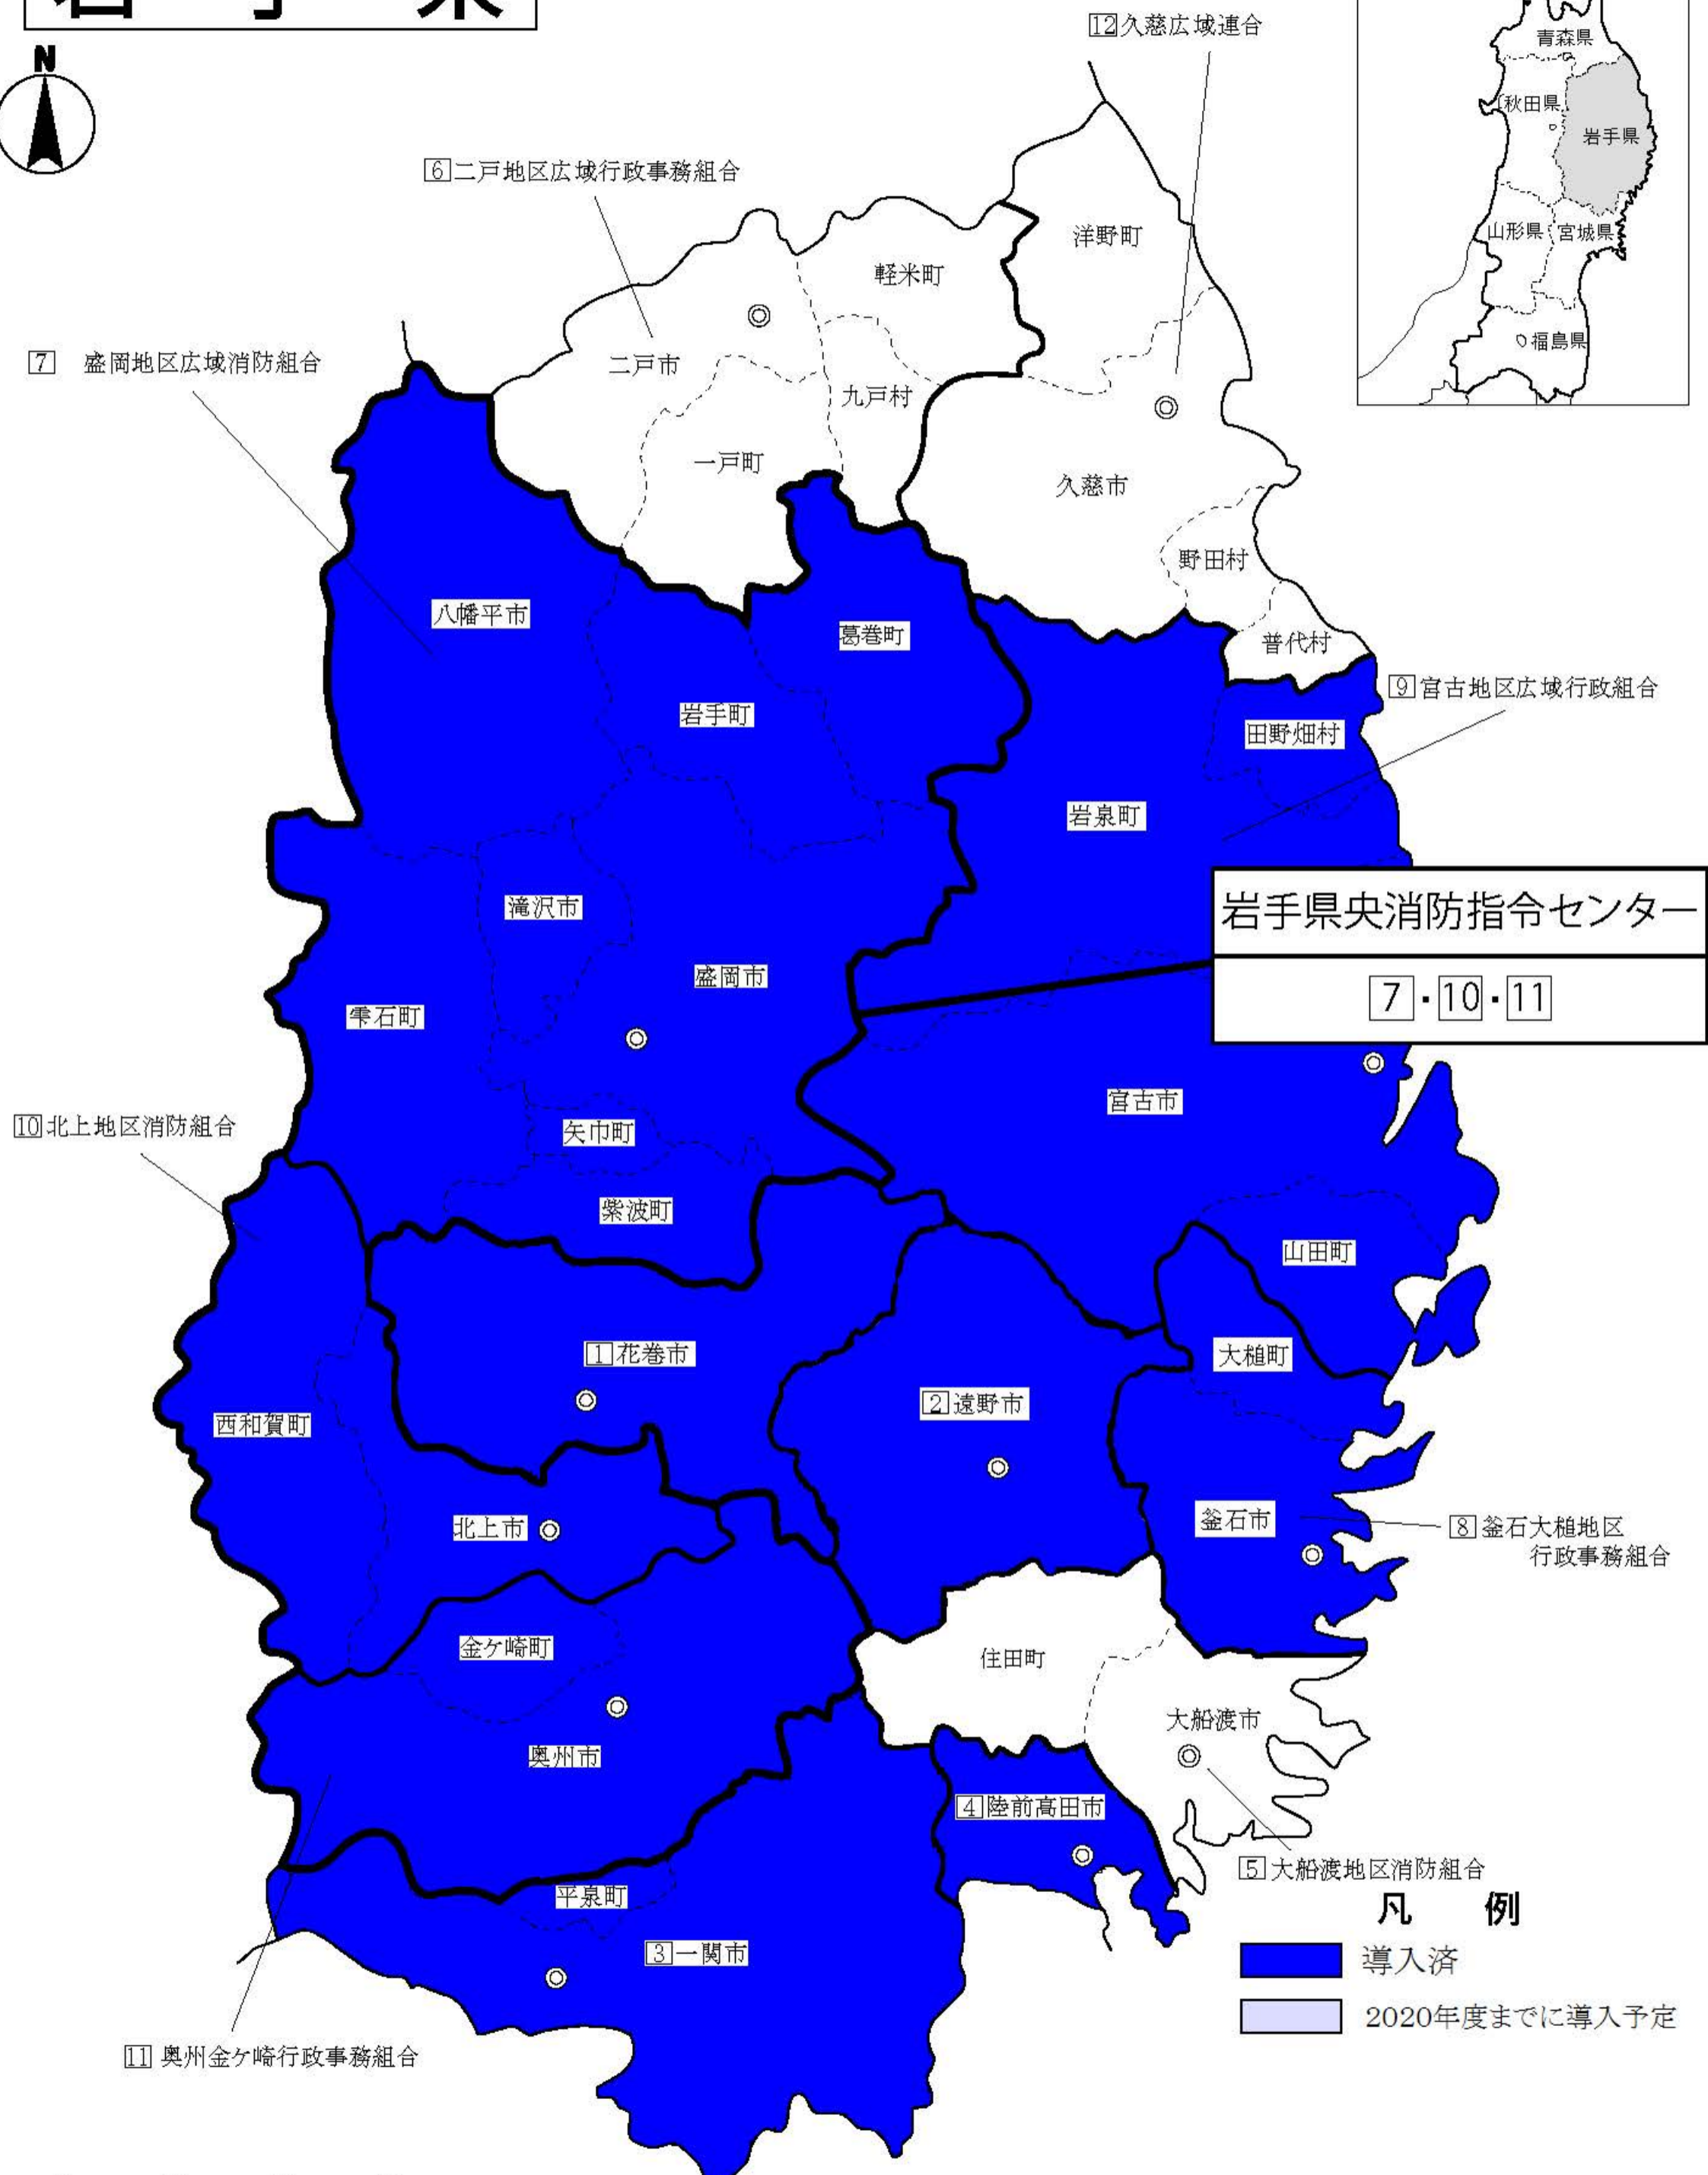 岩手県
N
12久慈広域連合
青森県
秋田県
岩手県
山形県
宮城県
福島県
6二戸地区広域行政事務組合
洋野町
軽米町
7 盛岡地区広域消防組合
二戸市
九戸村
一戸町
久慈市
野田村
八幡平市
葛巻町
普代村
9宮古地区広域行政組合
岩手町
田野畑村
岩泉町
滝沢市
岩手県央消防指令センター
7・10・11
盛岡市
雫石町
宮古市
10北上地区消防組合
矢巾町
紫波町
山田町
1花巻市
大槌町
2遠野市
西和賀町
北上市
釜石市
8釜石大槌地区
行政事務組合
金ケ崎町
住田町
大船渡市
奥州市
4陸前高田市
5大船渡地区消防組合
平泉町
凡 例
3一関市
導入済
2020年度までに導入予定
11 奥州金ケ崎行政事務組合